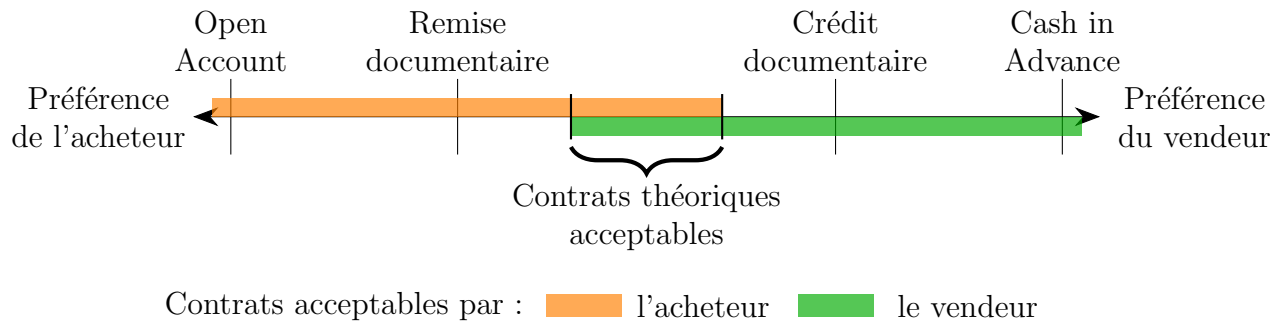 Open
Account
Remise
documentaire
Crédit
documentaire
Cash in
Advance
Préférence
de l'acheteur
Préférence
du vendeur
Contrats théoriques
acceptables
Contrats acceptables par : l'acheteur le vendeur